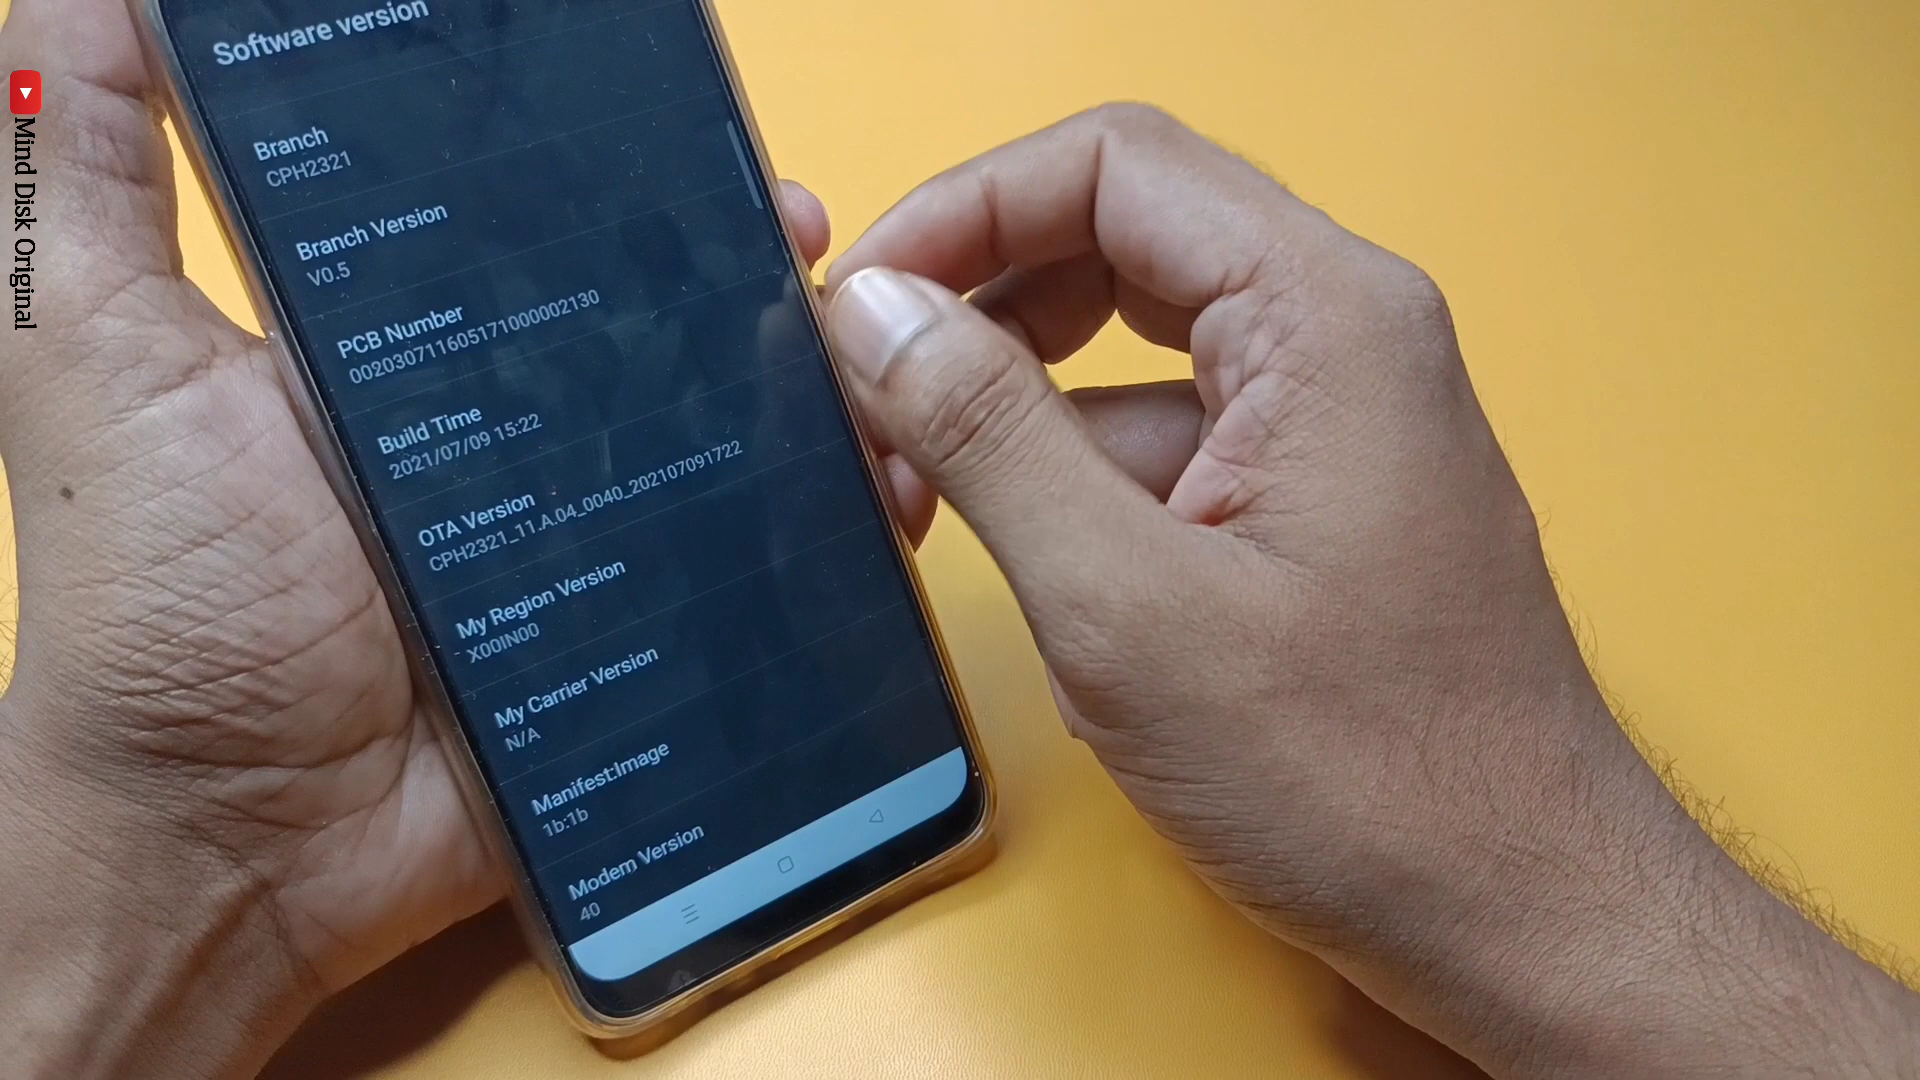 Software version
Branch
CPH2321
Branch Version
V0.5
PCB Number
002030711605171000002130
Build Time
2021/07/09 15:22
OTA Version
CPH2321_11.A.04_0040_202107091722
My Region Version
X00IN00
My Carrier Version
N/A
Manifest:Image
1b:1b
Modem Version
40
Mind Disk Original